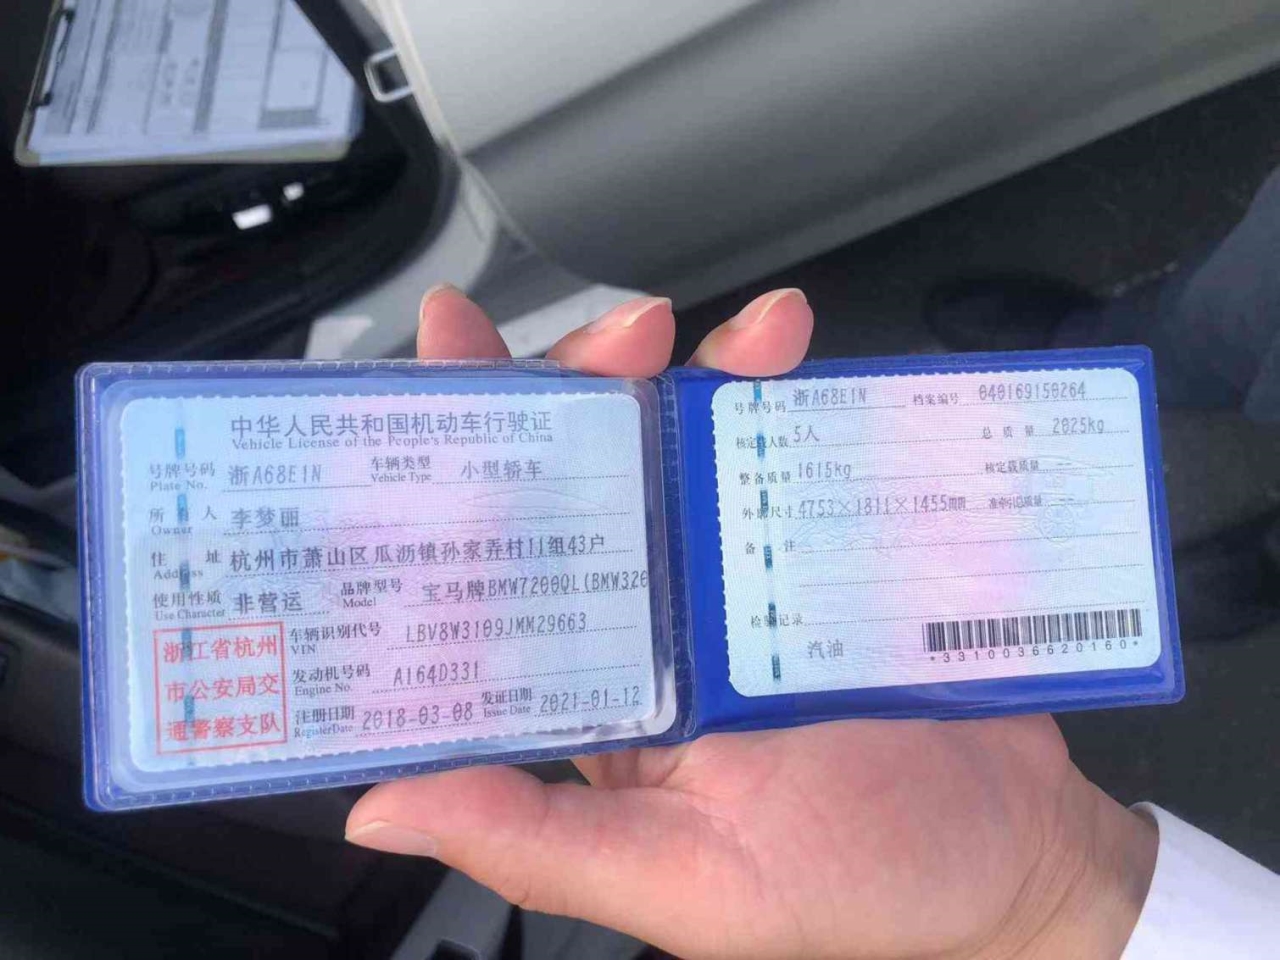 中华人民共和国机动车行驶证
Vehicle License of the People's Republic of China
号牌号码 浙A68E1N 车辆类型 小型轿车
Plate No. Vehicle Type
所有人 李梦丽
Owner
住址 杭州市萧山区瓜沥镇孙家弄村11组43户
Address
使用性质 非营运 品牌型号 宝马牌BMW7200QL(BMW320
Use Character Model
浙江省杭州
市公安局交
通警察支队
车辆识别代号 LBV8W3109JMM29663
VIN
发动机号码 A164D331
Engine No.
注册日期 2018-03-08 发证日期 2021-01-12
Register Date Issue Date
号牌号码 浙A68E1N 档案编号 040169150264
核定载人数 5人 总质量 2025kg
整备质量 1615kg 核定载质量 --
外廓尺寸 4753×1811×1455mm 准牵引总质量 --
备注
检验记录
汽油
*3310036620160*